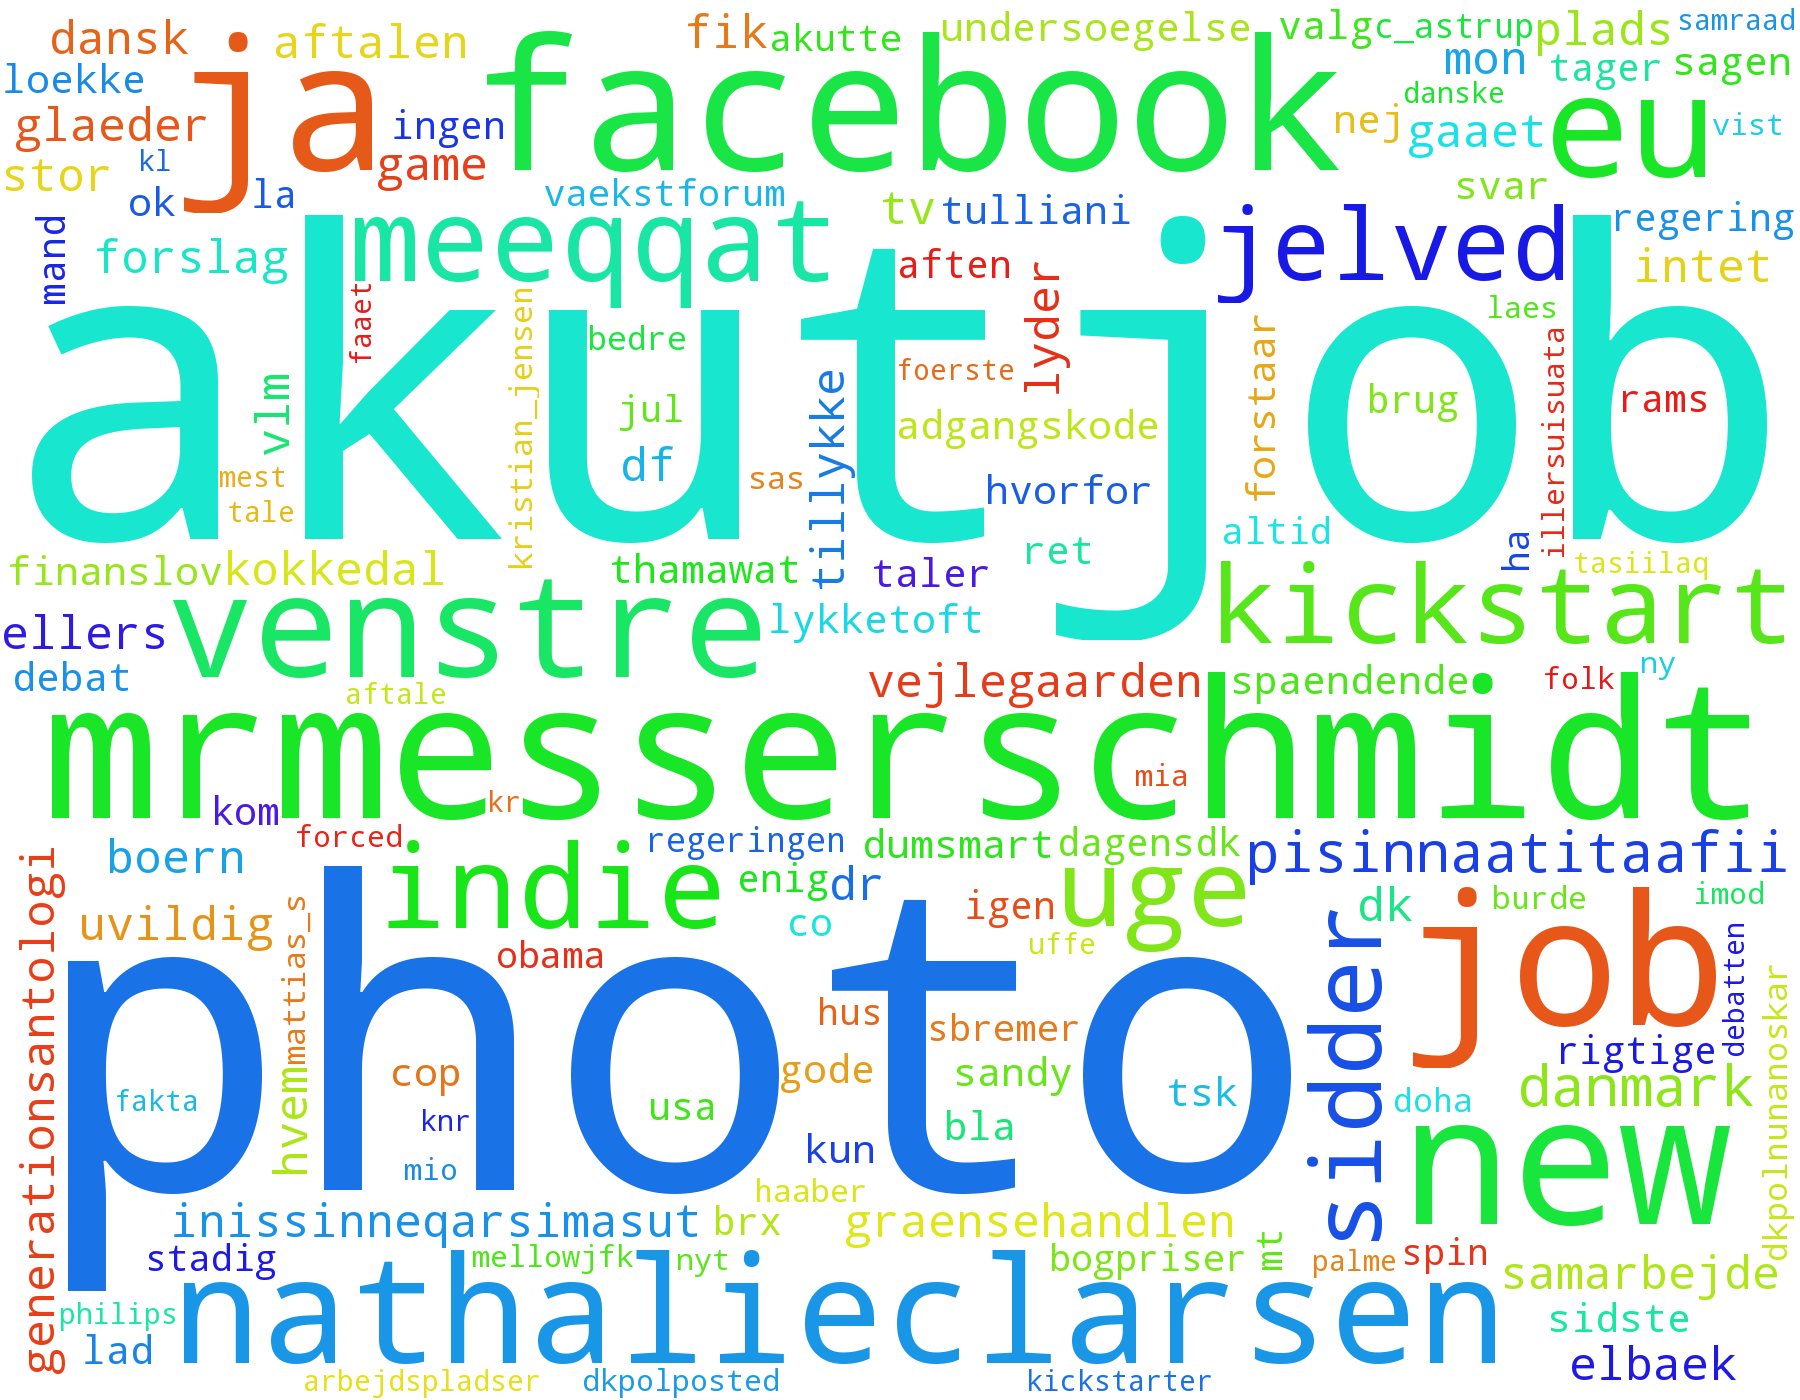 dansk
aftalen
fik
akutte
undersoegelse
valgc_astrup
plads
samraad
loekke
ja
facebook
mon
tager
sagen
glaeder
ingen
danske
nej
gaaet
eu
vist
stor
kl
game
ok
la
vaekstforum
tv
tulliani
svar
regering
mand
forslag
meeqqat
aften
lyder
jelved
intet
faaet
kristian_jensen
akutjob
bedre
foerste
laes
vlm
jul
tillykke
adgangskode
forstaar
brug
illersuisuata
rams
mest
df
sas
hvorfor
tale
altid
ha
finanslov
kokkedal
thamawat
taler
ret
tasiilaq
ellers
venstre
lykketoft
kickstart
debat
aftale
vejlegaarden
spaendende
folk
ny
mrmesserschmidt
mia
kom
kr
forced
regeringen
dumsmart
dagensdk
pisinnaatitaafii
boern
indie
enig
dr
uge
generationsantologi
uvildig
hvemmattias_s
co
igen
dk
burde
imod
obama
uffe
sidder
job
debatten
photo
hus
sbremer
rigtige
dkpolnunanoskar
fakta
cop
gode
sandy
tsk
doha
danmark
knr
usa
bla
mio
kun
new
haaber
inissinneqarsimasut
brx
graensehandlen
stadig
mellowjfk
nyt
bogpriser
mt
palme
spin
samarbejde
philips
nathalieclarsen
sidste
lad
elbaek
arbejdspladser
dkpolposted
kickstarter